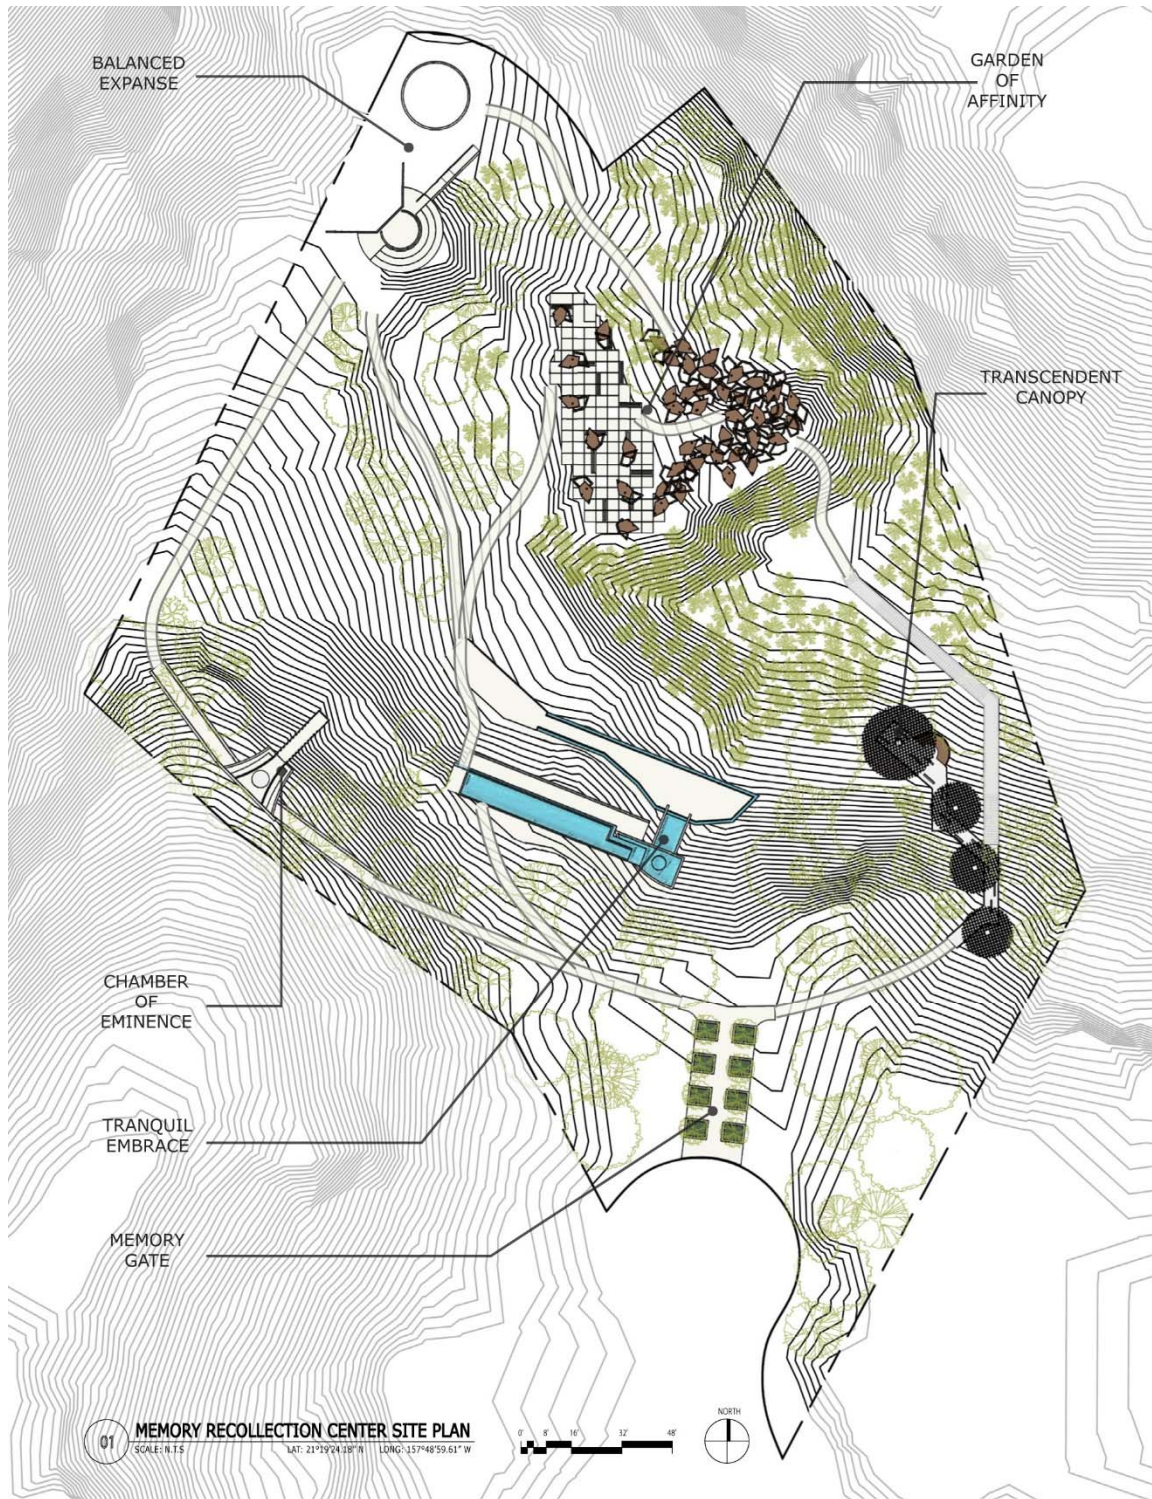 BALANCED
EXPANSE
GARDEN
OF
AFFINITY
TRANSCENDENT
CANOPY
CHAMBER
OF
EMINENCE
TRANQUIL
EMBRACE
MEMORY
GATE
01
MEMORY RECOLLECTION CENTER SITE PLAN
SCALE: N.T.S LAT: 21°19'24.18" N LONG: 157°48'59.61" W
0' 8' 16' 32' 48'
NORTH